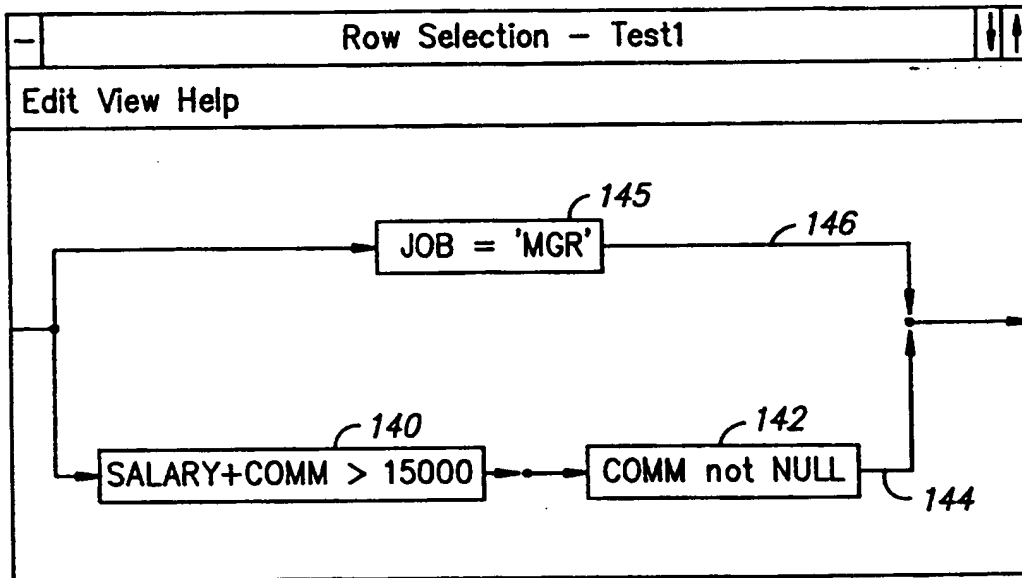 Row Selection - Test1
Edit View Help
145
JOB = 'MGR'
146
140
SALARY+COMM > 15000
142
COMM not NULL
144